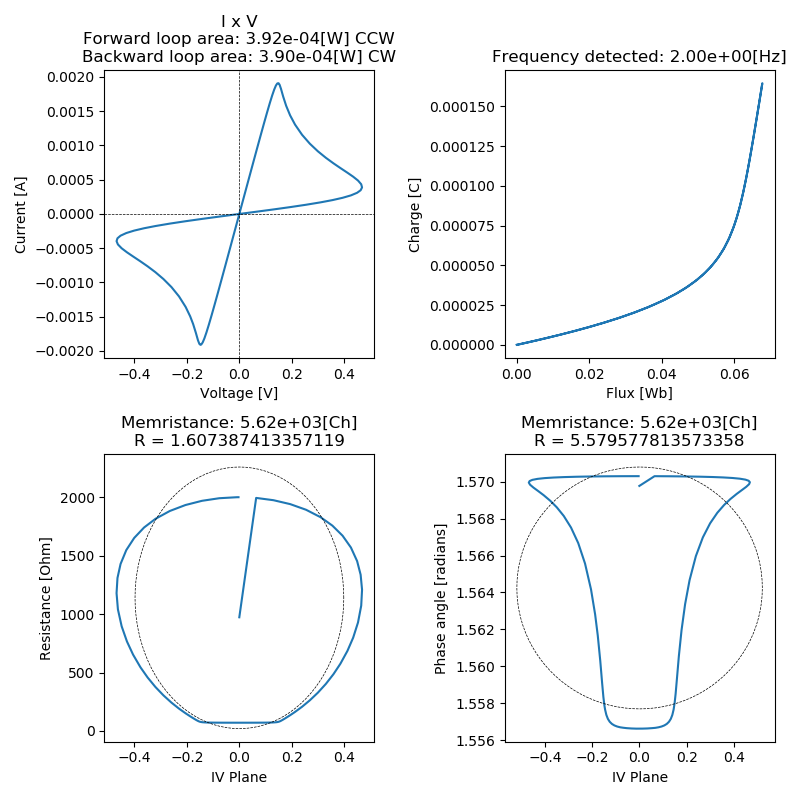 I x V
Forward loop area: 3.92e-04[W] CCW
Backward loop area: 3.90e-04[W] CW
0.0020
0.0015
0.0010
0.0005
0.0000
−0.0005
−0.0010
−0.0015
−0.0020
Current [A]
−0.4 −0.2 0.0 0.2 0.4
Voltage [V]
Frequency detected: 2.00e+00[Hz]
0.000150
0.000125
0.000100
0.000075
0.000050
0.000025
0.000000
Charge [C]
0.00 0.02 0.04 0.06
Flux [Wb]
Memristance: 5.62e+03[Ch]
R = 1.607387413357119
2000
1500
1000
500
0
Resistance [Ohm]
−0.4 −0.2 0.0 0.2 0.4
IV Plane
Memristance: 5.62e+03[Ch]
R = 5.579577813573358
1.570
1.568
1.566
1.564
1.562
1.560
1.558
1.556
Phase angle [radians]
−0.4 −0.2 0.0 0.2 0.4
IV Plane